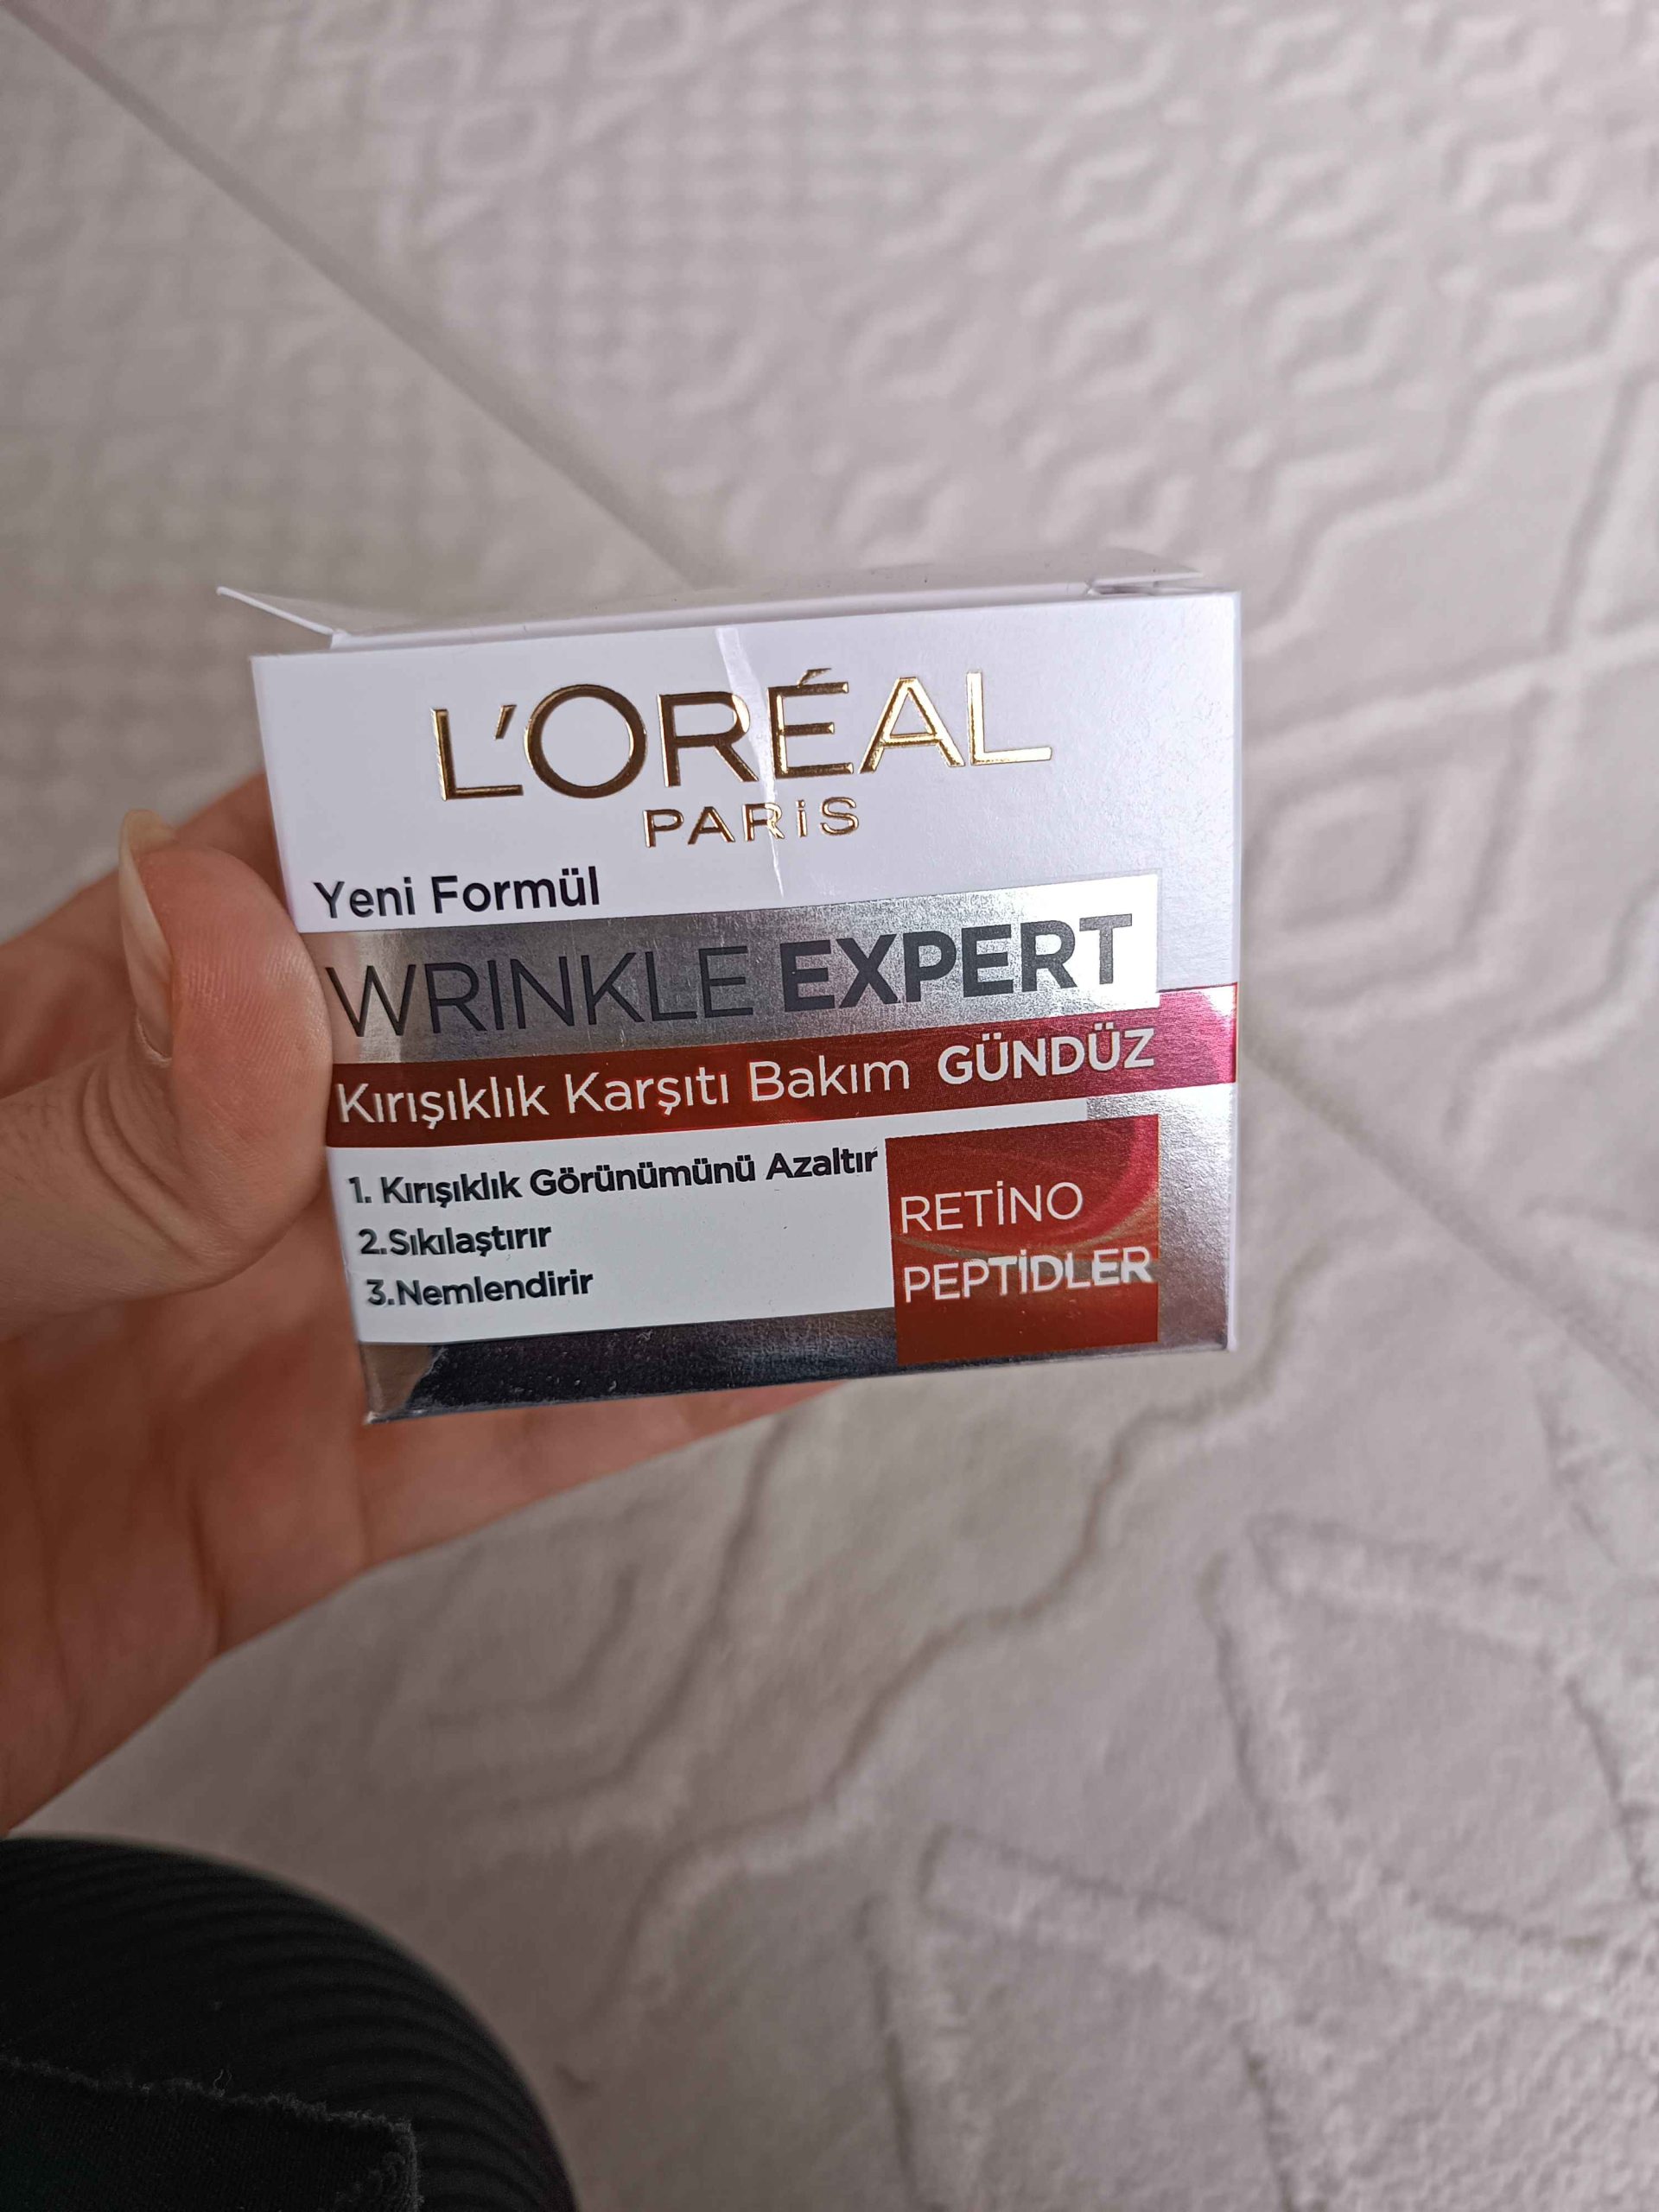 L'ORÉAL
PARİS
Yeni Formül
WRINKLE EXPERT
Kırışıklık Karşıtı Bakım GÜNDÜZ
1. Kırışıklık Görünümünü Azaltır
2.Sıkılaştırır
3.Nemlendirir
RETİNO
PEPTİDLER